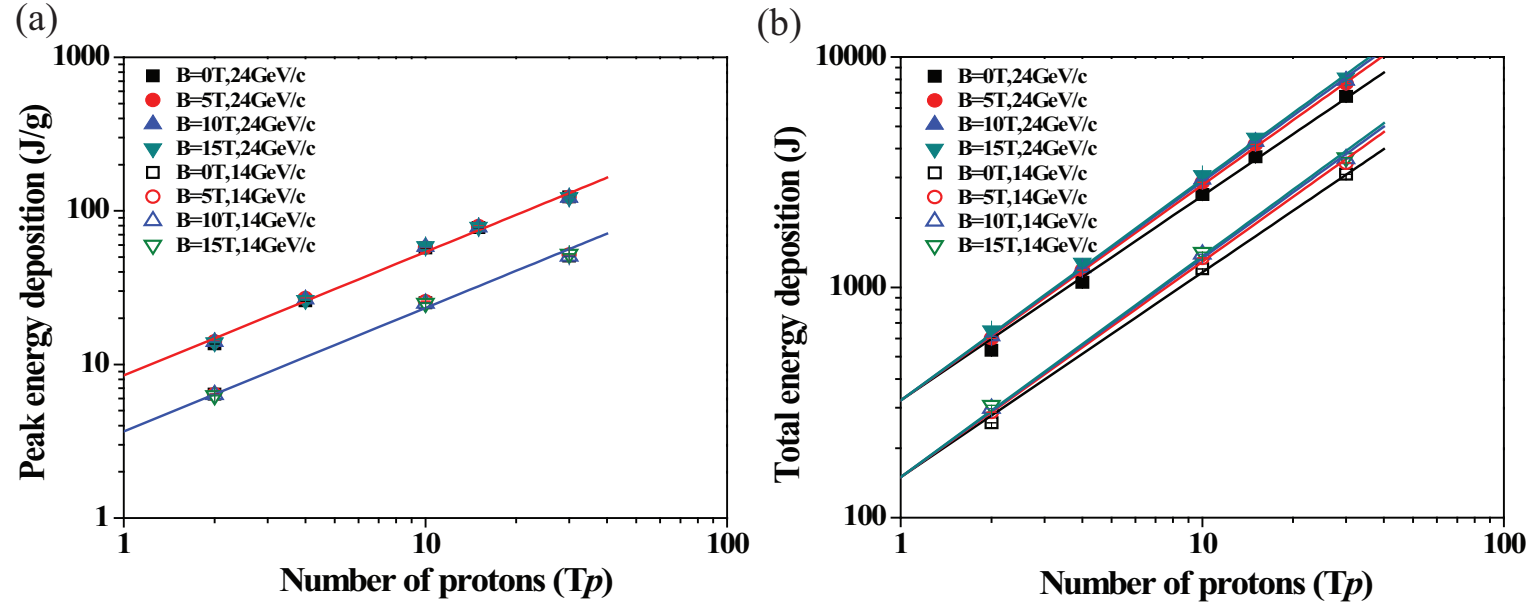 (a)
Peak energy deposition (J/g)
1000
100
10
1
B=0T,24GeV/c
B=5T,24GeV/c
B=10T,24GeV/c
B=15T,24GeV/c
B=0T,14GeV/c
B=5T,14GeV/c
B=10T,14GeV/c
B=15T,14GeV/c
1 10 100
Number of protons (Tp)
(b)
Total energy deposition (J)
10000
1000
100
B=0T,24GeV/c
B=5T,24GeV/c
B=10T,24GeV/c
B=15T,24GeV/c
B=0T,14GeV/c
B=5T,14GeV/c
B=10T,14GeV/c
B=15T,14GeV/c
1 10 100
Number of protons (Tp)